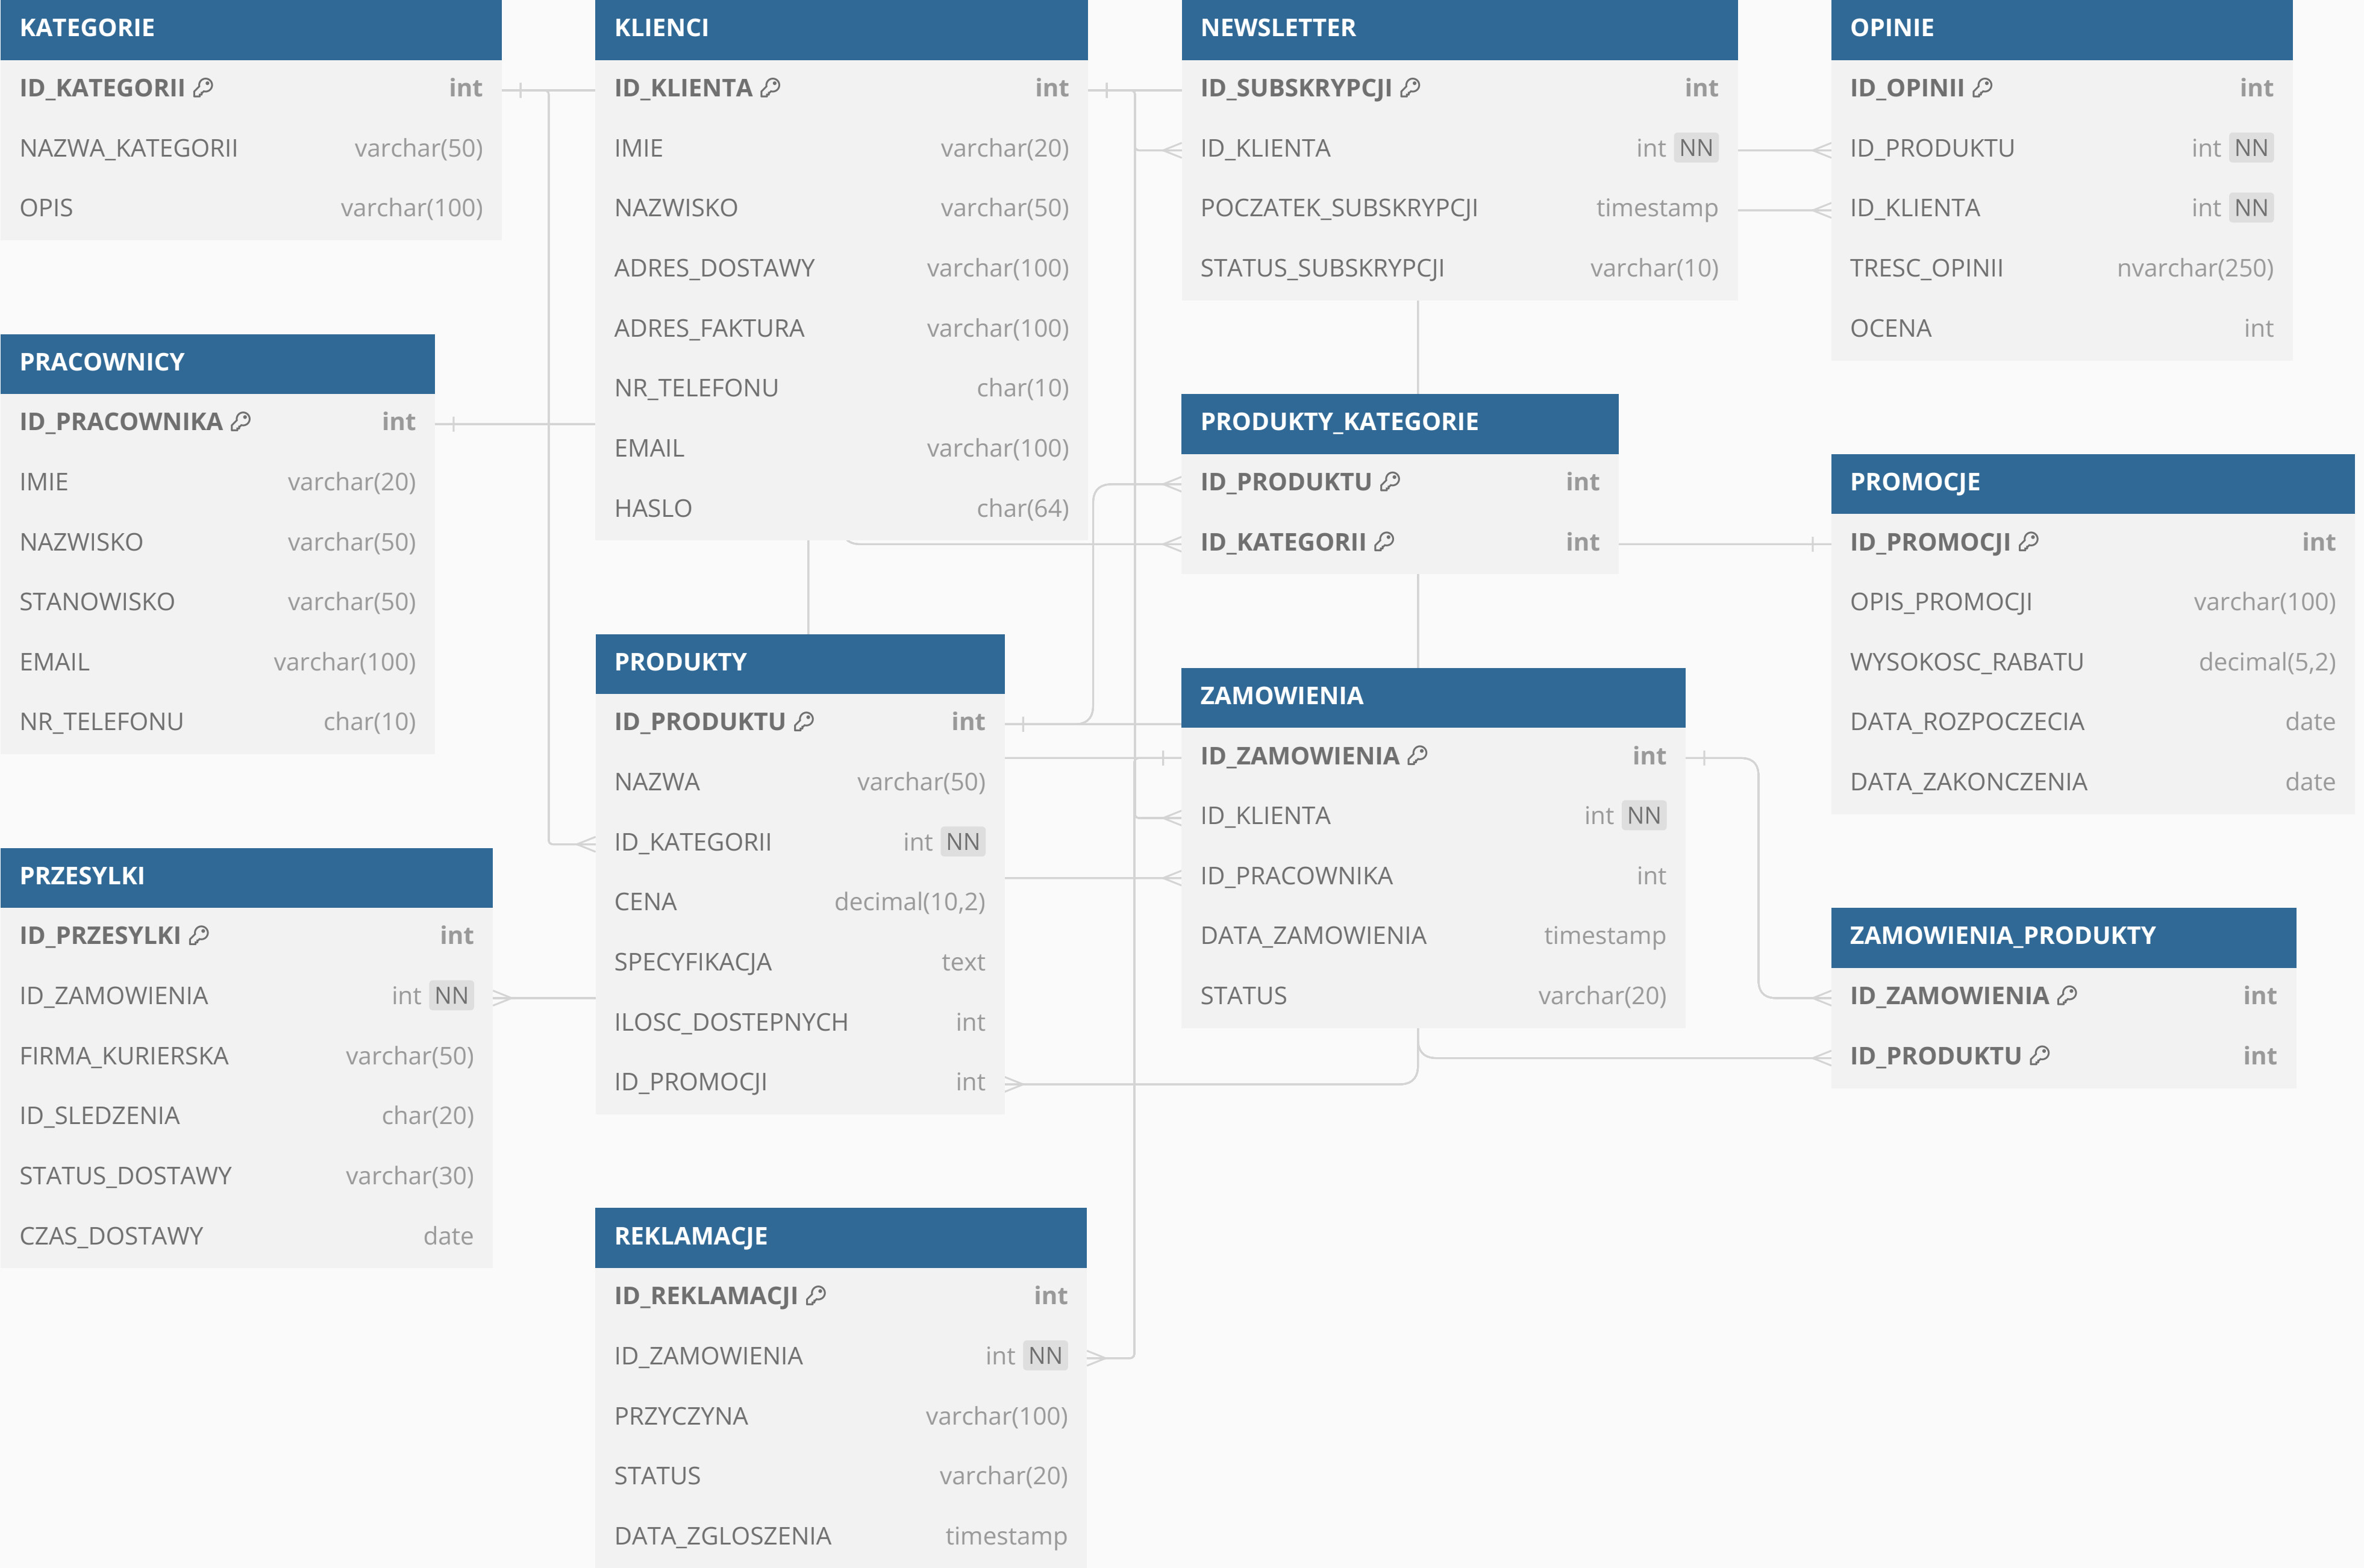 KATEGORIE
ID_KATEGORII int
NAZWA_KATEGORII varchar(50)
OPIS varchar(100)
PRACOWNICY
ID_PRACOWNIKA int
IMIE varchar(20)
NAZWISKO varchar(50)
STANOWISKO varchar(50)
EMAIL varchar(100)
NR_TELEFONU char(10)
PRZESYLKI
ID_PRZESYLKI int
ID_ZAMOWIENIA int NN
FIRMA_KURIERSKA varchar(50)
ID_SLEDZENIA char(20)
STATUS_DOSTAWY varchar(30)
CZAS_DOSTAWY date
KLIENCI
ID_KLIENTA int
IMIE varchar(20)
NAZWISKO varchar(50)
ADRES_DOSTAWY varchar(100)
ADRES_FAKTURA varchar(100)
NR_TELEFONU char(10)
EMAIL varchar(100)
HASLO char(64)
PRODUKTY
ID_PRODUKTU int
NAZWA varchar(50)
ID_KATEGORII int NN
CENA decimal(10,2)
SPECYFIKACJA text
ILOSC_DOSTEPNYCH int
ID_PROMOCJI int
REKLAMACJE
ID_REKLAMACJI int
ID_ZAMOWIENIA int NN
PRZYCZYNA varchar(100)
STATUS varchar(20)
DATA_ZGLOSZENIA timestamp
NEWSLETTER
ID_SUBSKRYPCJI int
ID_KLIENTA int NN
POCZATEK_SUBSKRYPCJI timestamp
STATUS_SUBSKRYPCJI varchar(10)
PRODUKTY_KATEGORIE
ID_PRODUKTU int
ID_KATEGORII int
ZAMOWIENIA
ID_ZAMOWIENIA int
ID_KLIENTA int NN
ID_PRACOWNIKA int
DATA_ZAMOWIENIA timestamp
STATUS varchar(20)
OPINIE
ID_OPINII int
ID_PRODUKTU int NN
ID_KLIENTA int NN
TRESC_OPINII nvarchar(250)
OCENA int
PROMOCJE
ID_PROMOCJI int
OPIS_PROMOCJI varchar(100)
WYSOKOSC_RABATU decimal(5,2)
DATA_ROZPOCZECIA date
DATA_ZAKONCZENIA date
ZAMOWIENIA_PRODUKTY
ID_ZAMOWIENIA int
ID_PRODUKTU int